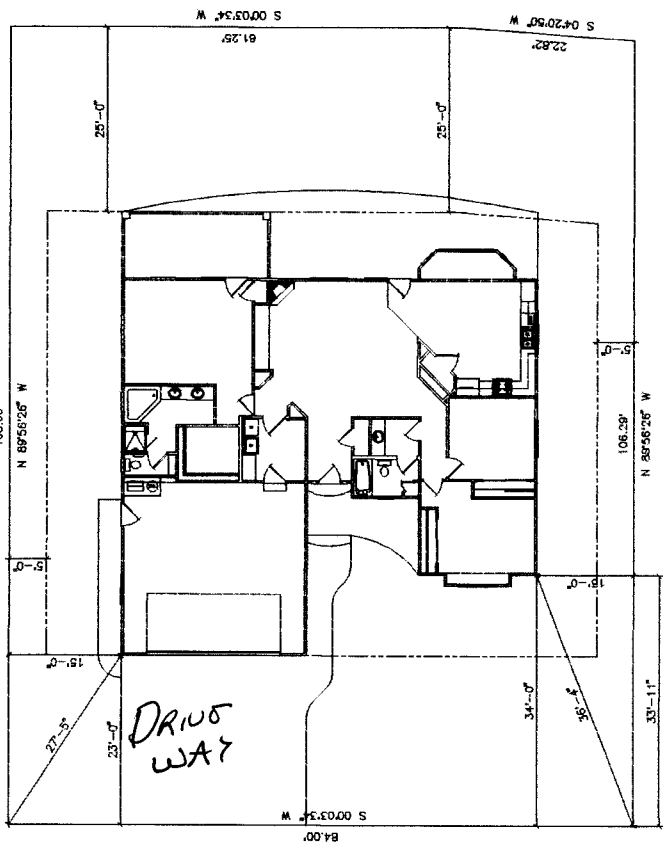 S 00°03'34" W
61.25'
S 04°20'50" W
22.82'
25'-0"
25'-0"
N 89°56'26" W
5'-0"
106.29'
N 89°56'26" W
5'-0"
15'-0"
15'-0"
27'-5"
23'-0"
DRIVE
WAY
34'-0"
36'-4"
33'-11"
S 00°03'34" W
84.00'